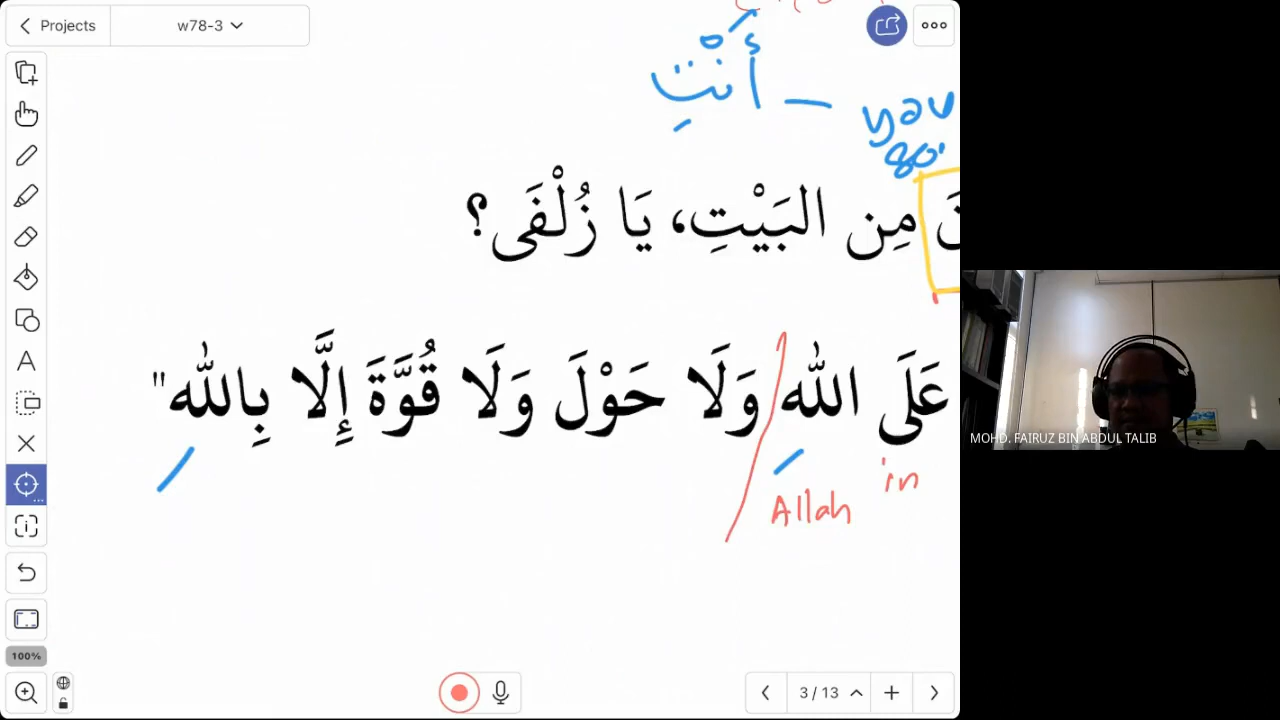 Projects
w78-3
أَنْتِ — you
مِن البَيْتِ، يَا زُلْفَى؟
عَلَى اللهِ وَلَا حَوْلَ وَلَا قُوَّةَ إِلَّا بِاللهِ"
in
Allah
MOHD. FAIRUZ BIN ABDUL TALIB
A
100%
3 / 13